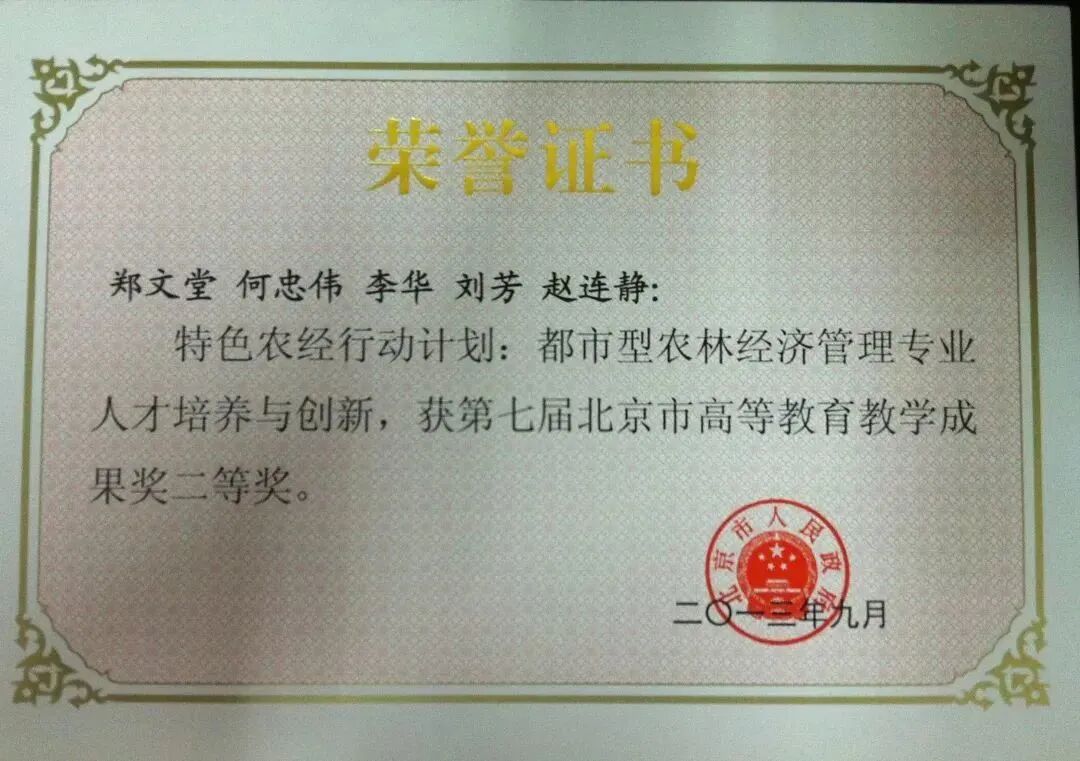 荣誉证书
郑文堂 何忠伟 李华 刘芳 赵连静:
特色农经行动计划：都市型农林经济管理专业
人才培养与创新，获第七届北京市高等教育教学成
果奖二等奖。
北京市人民政府
二〇一三年九月